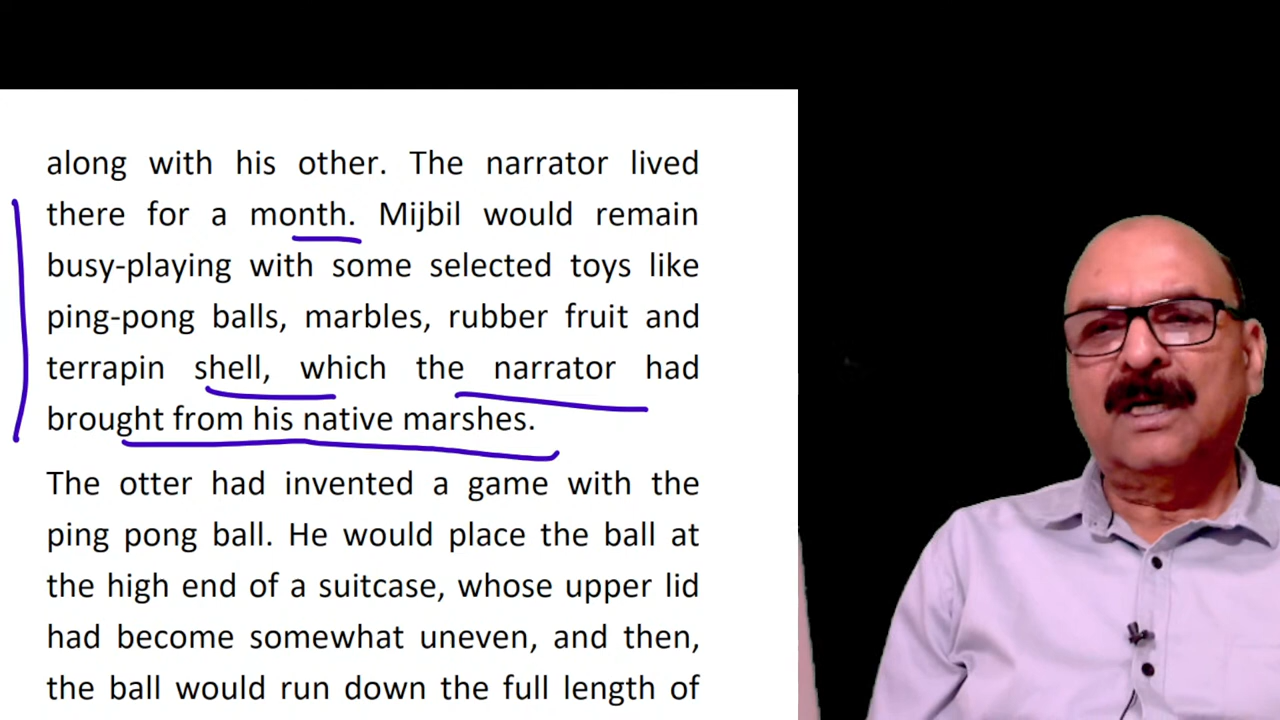 along with his other. The narrator lived
there for a month. Mijbil would remain
busy-playing with some selected toys like
ping-pong balls, marbles, rubber fruit and
terrapin shell, which the narrator had
brought from his native marshes.
The otter had invented a game with the
ping pong ball. He would place the ball at
the high end of a suitcase, whose upper lid
had become somewhat uneven, and then,
the ball would run down the full length of